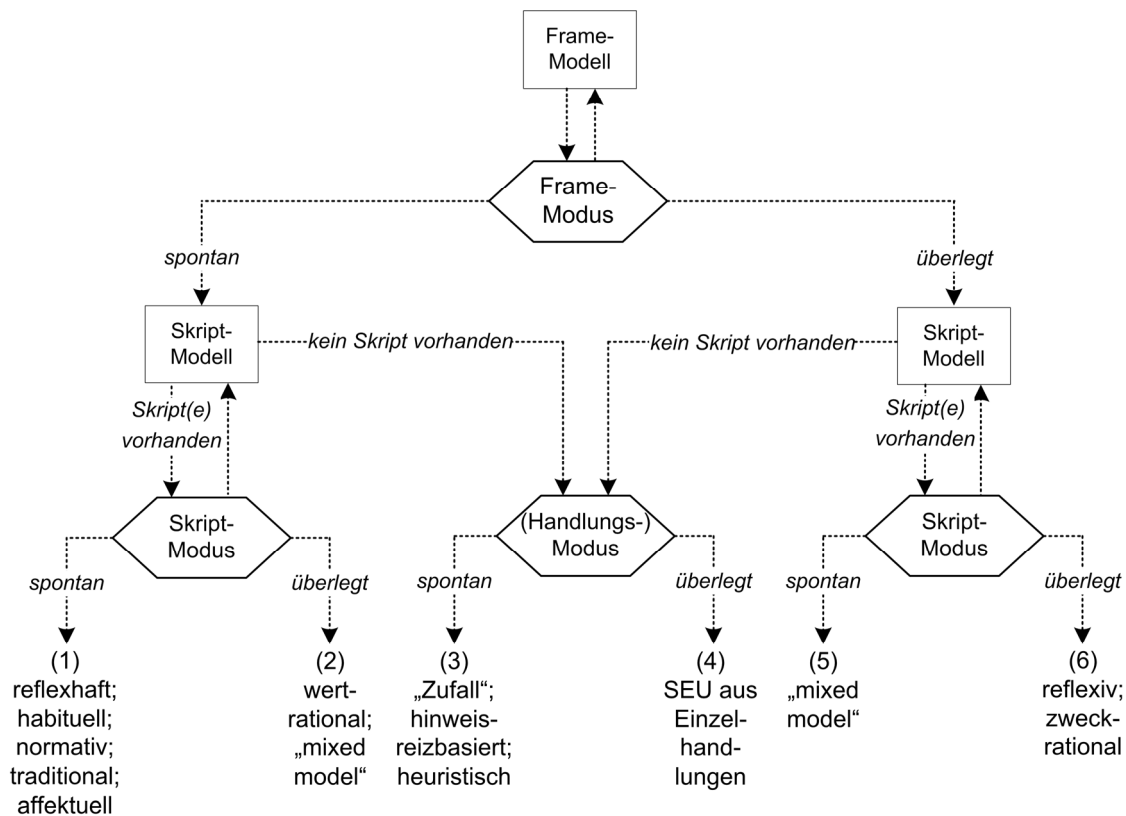 Frame-
Modell
Frame-
Modus
spontan
überlegt
Skript-
Modell
kein Skript vorhanden
kein Skript vorhanden
Skript-
Modell
Skript(e)
vorhanden
Skript(e)
vorhanden
Skript-
Modus
(Handlungs-)
Modus
Skript-
Modus
spontan
überlegt
spontan
überlegt
spontan
überlegt
(1)
reflexhaft;
habituell;
normativ;
traditional;
affektuell
(2)
wert-
rational;
„mixed
model“
(3)
„Zufall“;
hinweis-
reizbasiert;
heuristisch
(4)
SEU aus
Einzel-
hand-
lungen
(5)
„mixed
model“
(6)
reflexiv;
zweck-
rational